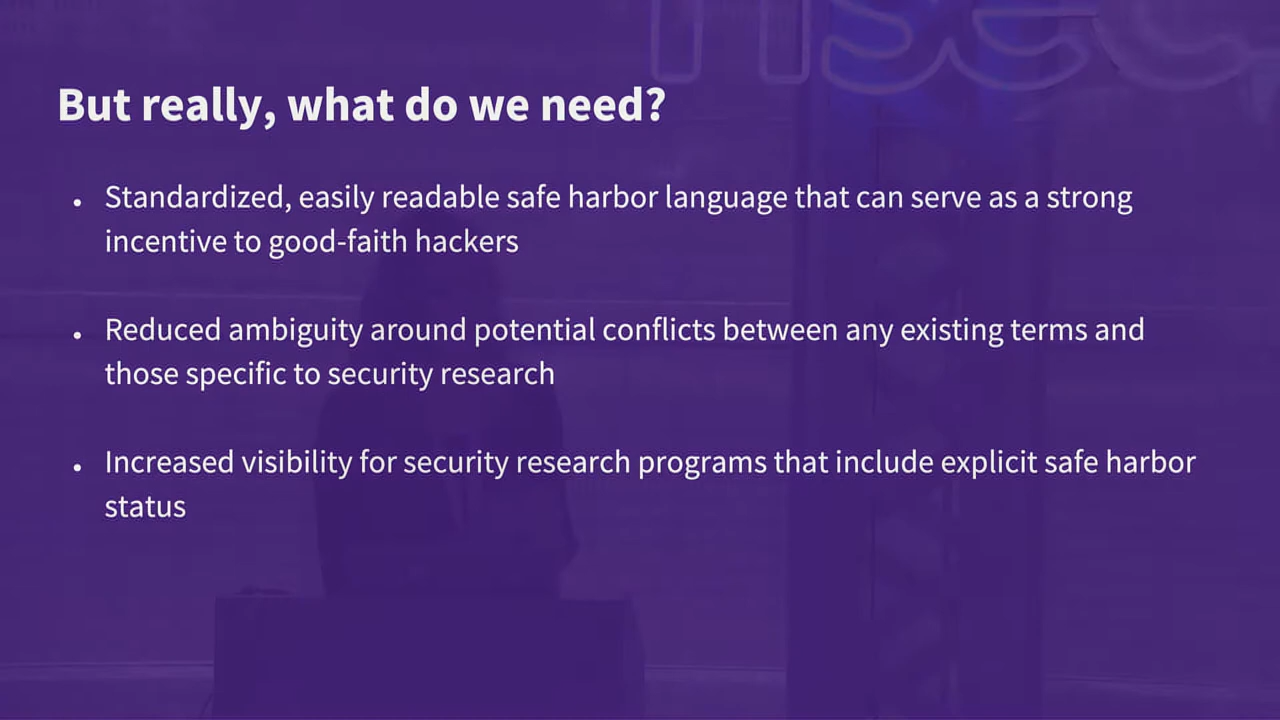 But really, what do we need?
• Standardized, easily readable safe harbor language that can serve as a strong
incentive to good-faith hackers
• Reduced ambiguity around potential conflicts between any existing terms and
those specific to security research
• Increased visibility for security research programs that include explicit safe harbor
status